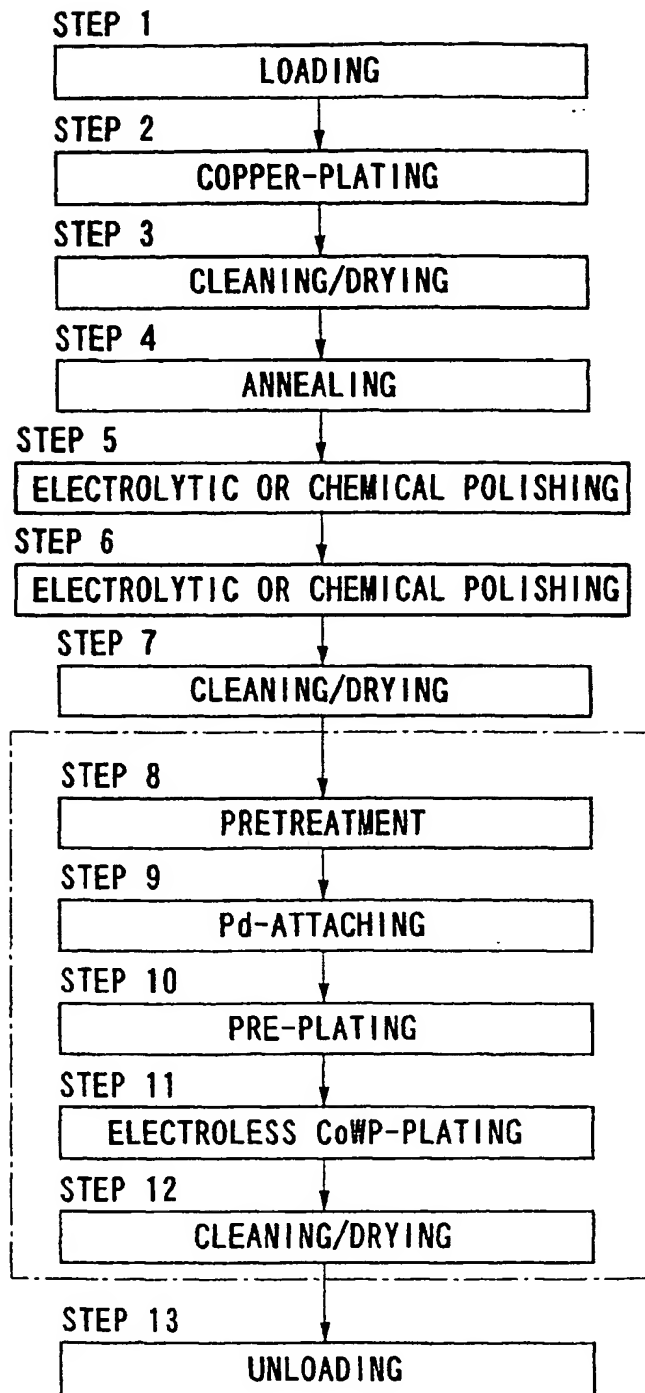 STEP 1
LOADING
STEP 2
COPPER-PLATING
STEP 3
CLEANING/DRYING
STEP 4
ANNEALING
STEP 5
ELECTROLYTIC OR CHEMICAL POLISHING
STEP 6
ELECTROLYTIC OR CHEMICAL POLISHING
STEP 7
CLEANING/DRYING
STEP 8
PRETREATMENT
STEP 9
Pd-ATTACHING
STEP 10
PRE-PLATING
STEP 11
ELECTROLESS CoWP-PLATING
STEP 12
CLEANING/DRYING
STEP 13
UNLOADING